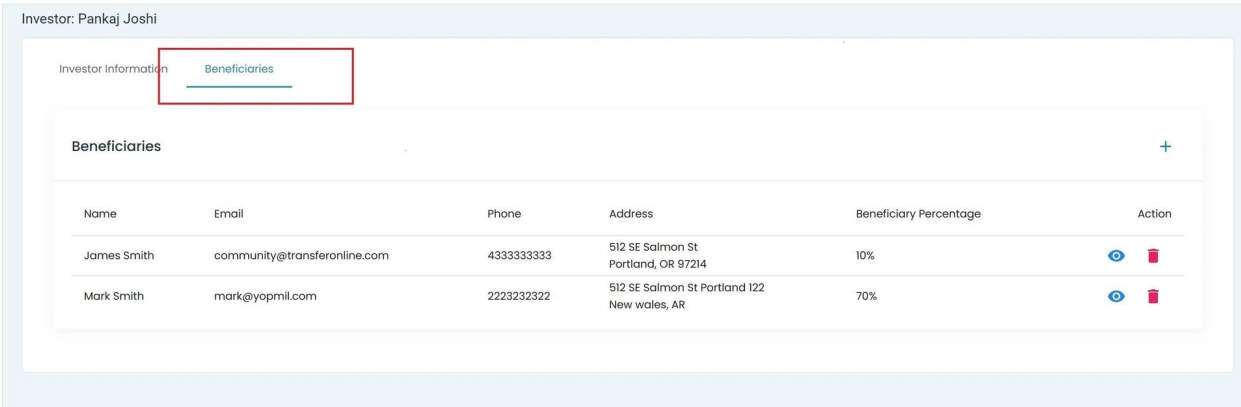 Investor: Pankaj Joshi
Investor Information Beneficiaries
Beneficiaries +
Name Email Phone Address Beneficiary Percentage Action
James Smith community@transferonline.com 4333333333 512 SE Salmon St 10%
Portland, OR 97214
Mark Smith mark@yopmil.com 2223232322 512 SE Salmon St Portland 122 70%
New wales, AR